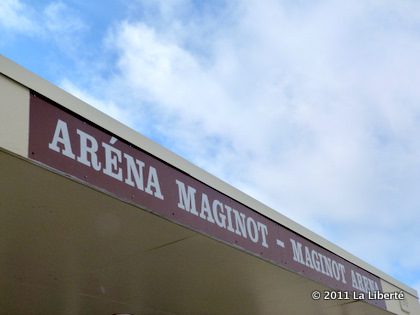 ARÉNA MAGINOT - MAGINOT ARENA
© 2011 La Liberté